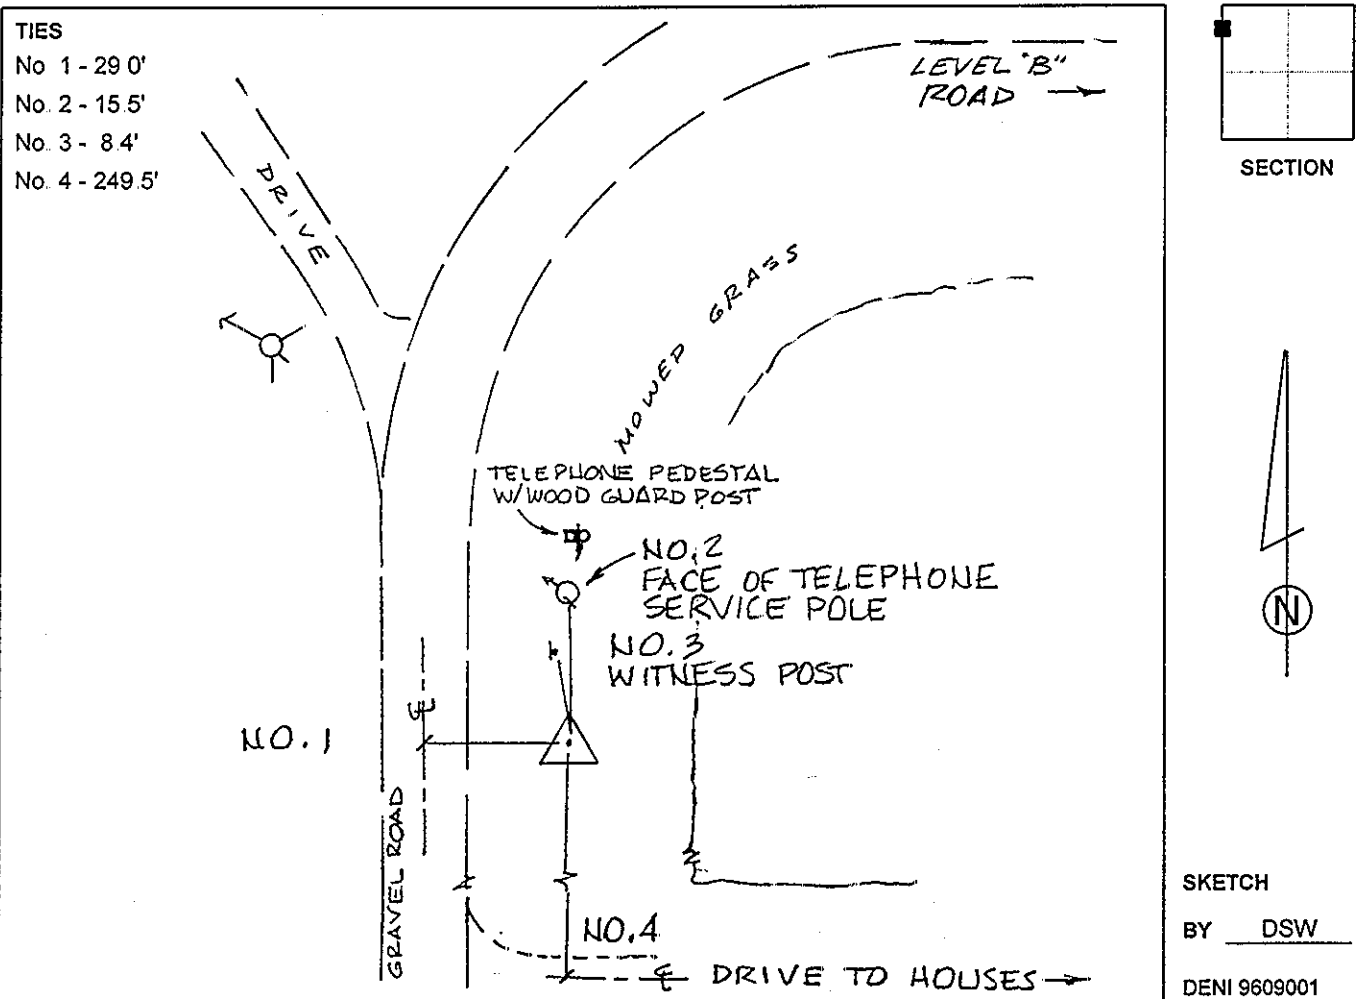 TIES
No 1 - 29 0'
No. 2 - 15.5'
No. 3 - 8.4'
No. 4 - 249.5'
LEVEL "B"
ROAD
SECTION
DRIVE
MOWED GRASS
TELEPHONE PEDESTAL
W/WOOD GUARD POST
NO. 2
FACE OF TELEPHONE
SERVICE POLE
NO. 3
WITNESS POST
N
℄
NO. 1
GRAVEL ROAD
NO. 4
℄ DRIVE TO HOUSES
SKETCH
BY DSW
DENI 9609001